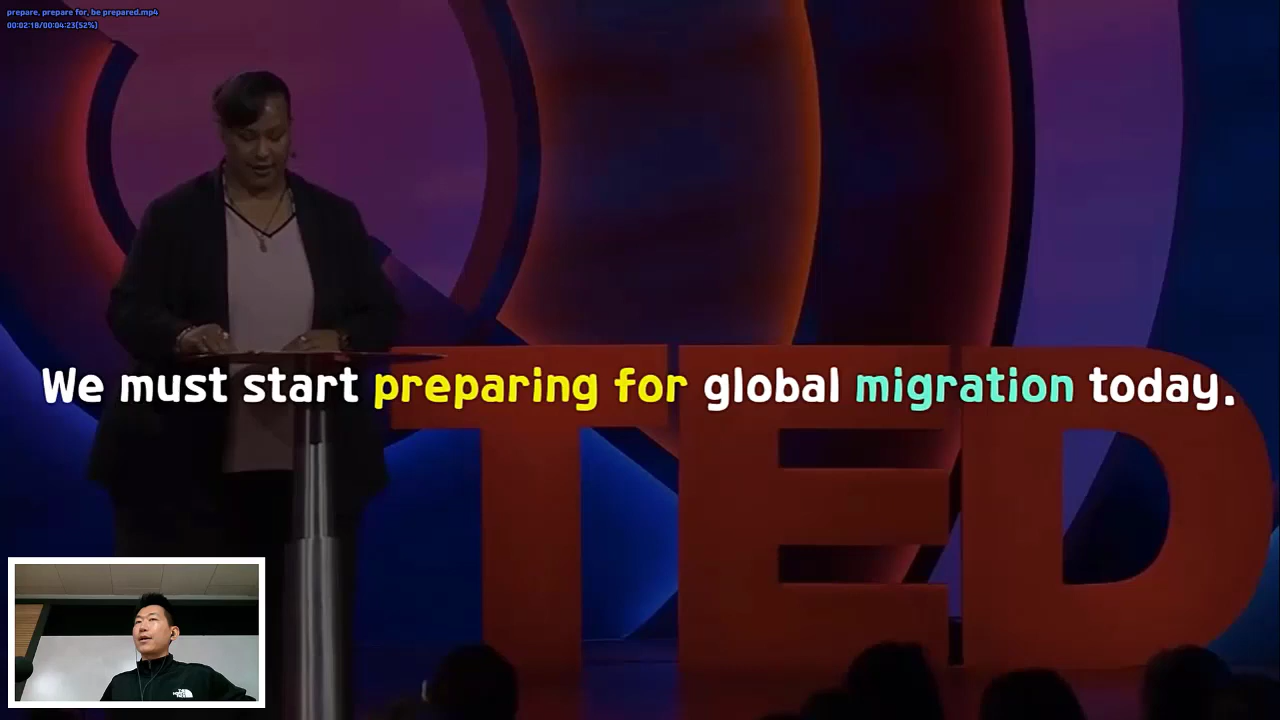 prepare, prepare for, be prepared.mp4
00:02:18/00:04:23(52%)
We must start preparing for global migration today.
TED